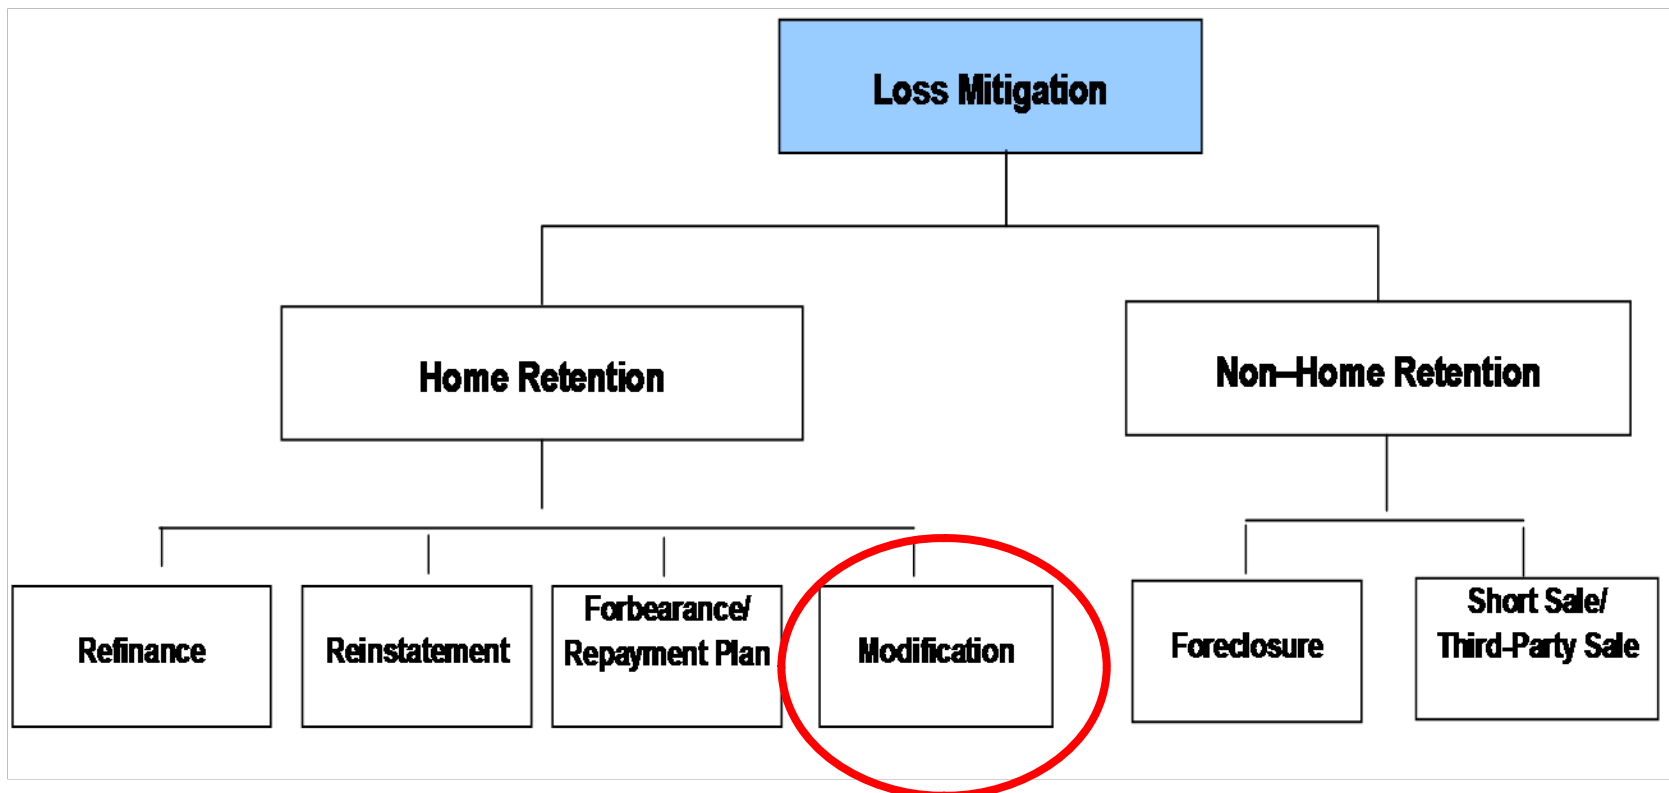 Loss Mitigation
Home Retention
Non–Home Retention
Refinance
Reinstatement
Forbearance/
Repayment Plan
Modification
Foreclosure
Short Sale/
Third-Party Sale